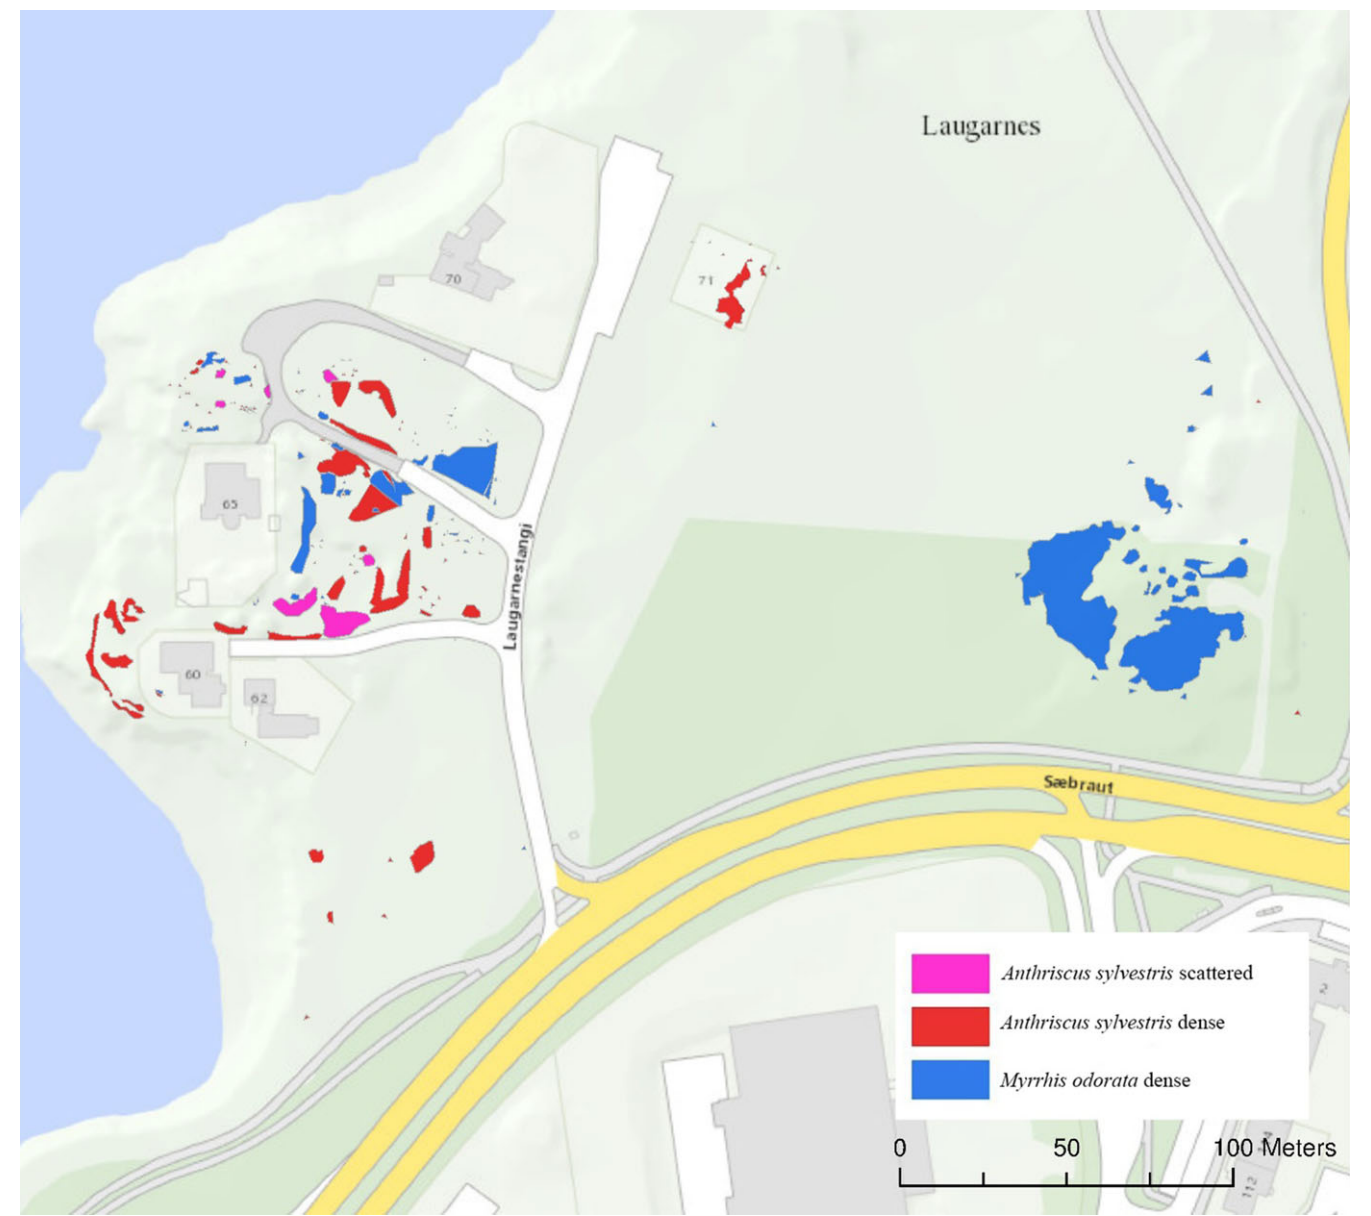 Laugarnes
70
71
65
Laugarnestangi
60
62
Sæbraut
Anthriscus sylvestris scattered
Anthriscus sylvestris dense
Myrrhis odorata dense
2
0 50 100 Meters
112